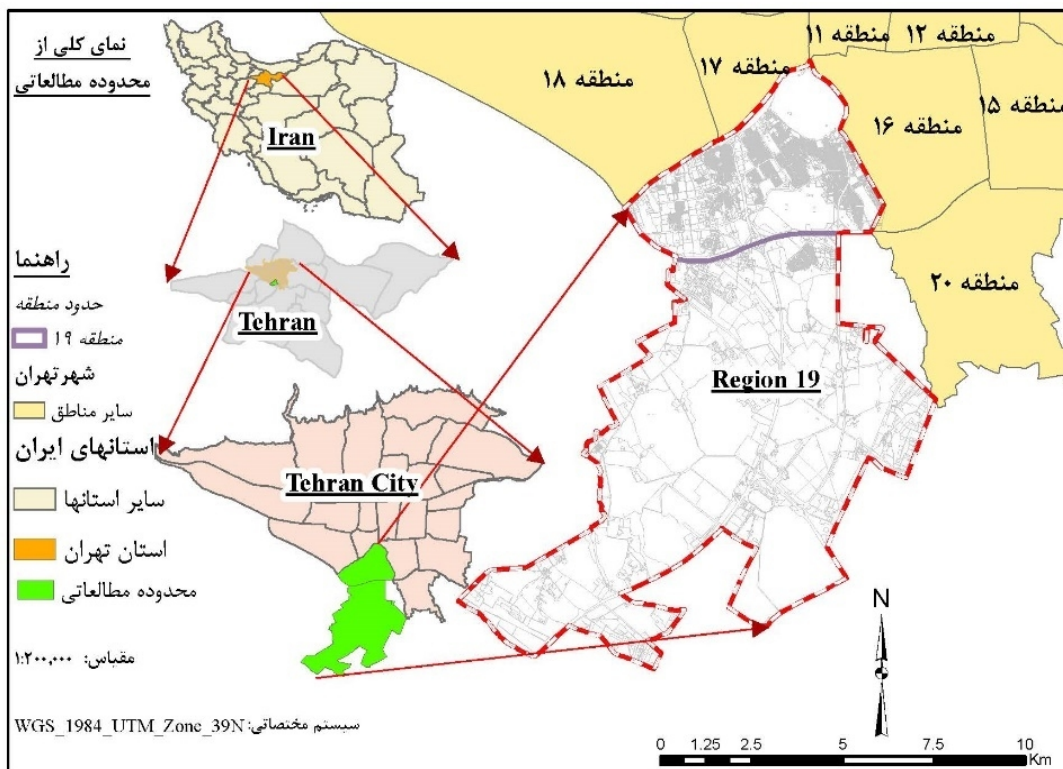 نمای کلی از
محدوده مطالعاتی
Iran
Tehran
Tehran City
Region 19
منطقه ۱۸
منطقه ۱۷
منطقه ۱۱
منطقه ۱۲
منطقه ۱۶
منطقه ۱۵
منطقه ۲۰
راهنما
حدود منطقه
منطقه ۱۹
شهرتهران
سایر مناطق
استانهای ایران
سایر استانها
استان تهران
محدوده مطالعاتی
مقیاس: ۱:۲۰۰,۰۰۰
سیستم مختصاتی: WGS_1984_UTM_Zone_39N
N
0 1.25 2.5 5 7.5 10
Km